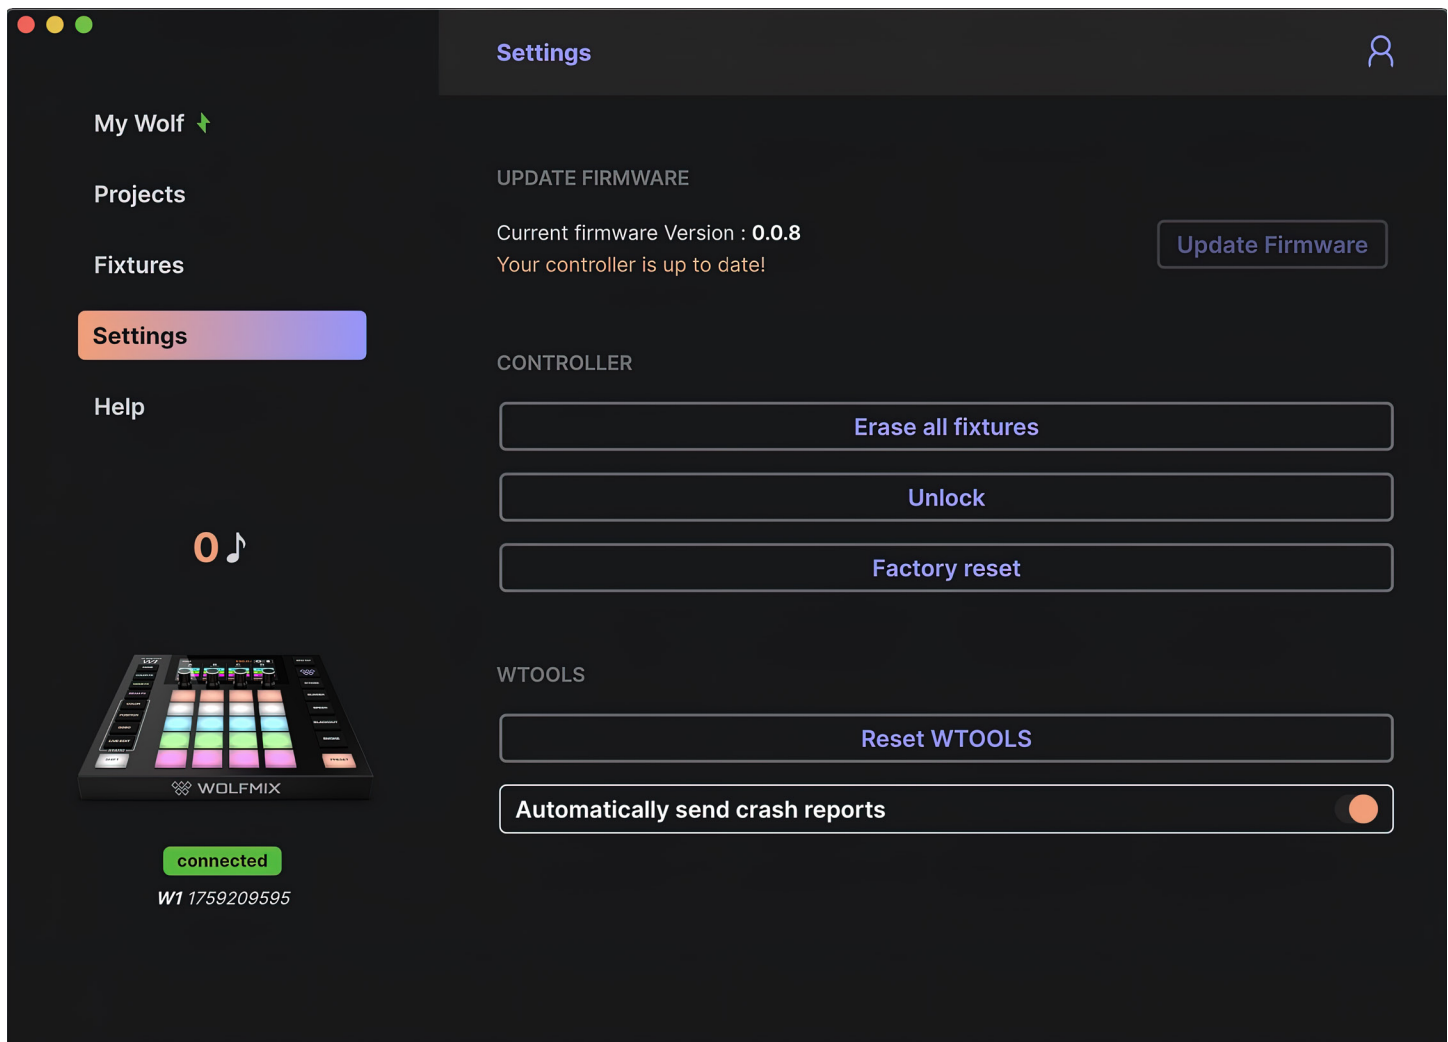 Settings
My Wolf
Projects
Fixtures
Settings
Help
0
WOLFMIX
connected
W1 1759209595
UPDATE FIRMWARE
Current firmware Version : 0.0.8
Your controller is up to date!
Update Firmware
CONTROLLER
Erase all fixtures
Unlock
Factory reset
WTOOLS
Reset WTOOLS
Automatically send crash reports